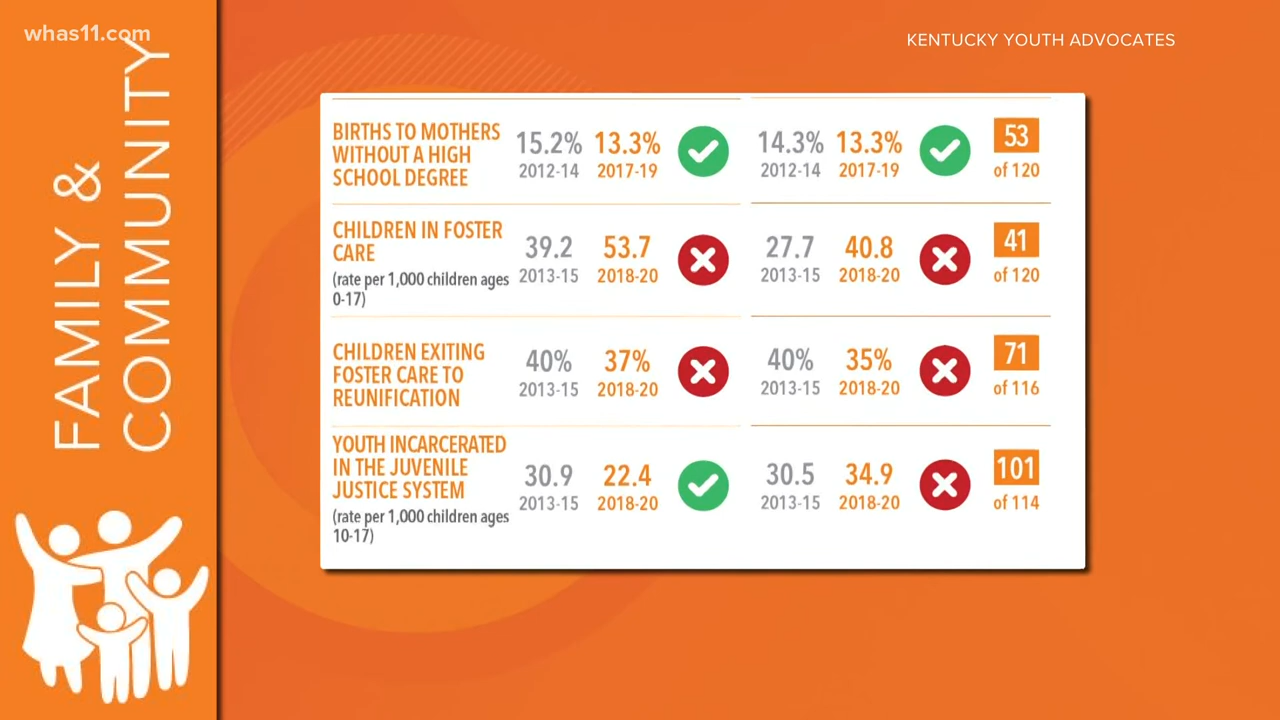 whas11.com
KENTUCKY YOUTH ADVOCATES
FAMILY &
COMMUNITY
BIRTHS TO MOTHERS
WITHOUT A HIGH
SCHOOL DEGREE
15.2% 13.3% 14.3% 13.3% 53
2012-14 2017-19 2012-14 2017-19 of 120
CHILDREN IN FOSTER
CARE
(rate per 1,000 children ages
0-17)
39.2 53.7 27.7 40.8 41
2013-15 2018-20 2013-15 2018-20 of 120
CHILDREN EXITING
FOSTER CARE TO
REUNIFICATION
40% 37% 40% 35% 71
2013-15 2018-20 2013-15 2018-20 of 116
YOUTH INCARCERATED
IN THE JUVENILE
JUSTICE SYSTEM
(rate per 1,000 children ages
10-17)
30.9 22.4 30.5 34.9 101
2013-15 2018-20 2013-15 2018-20 of 114